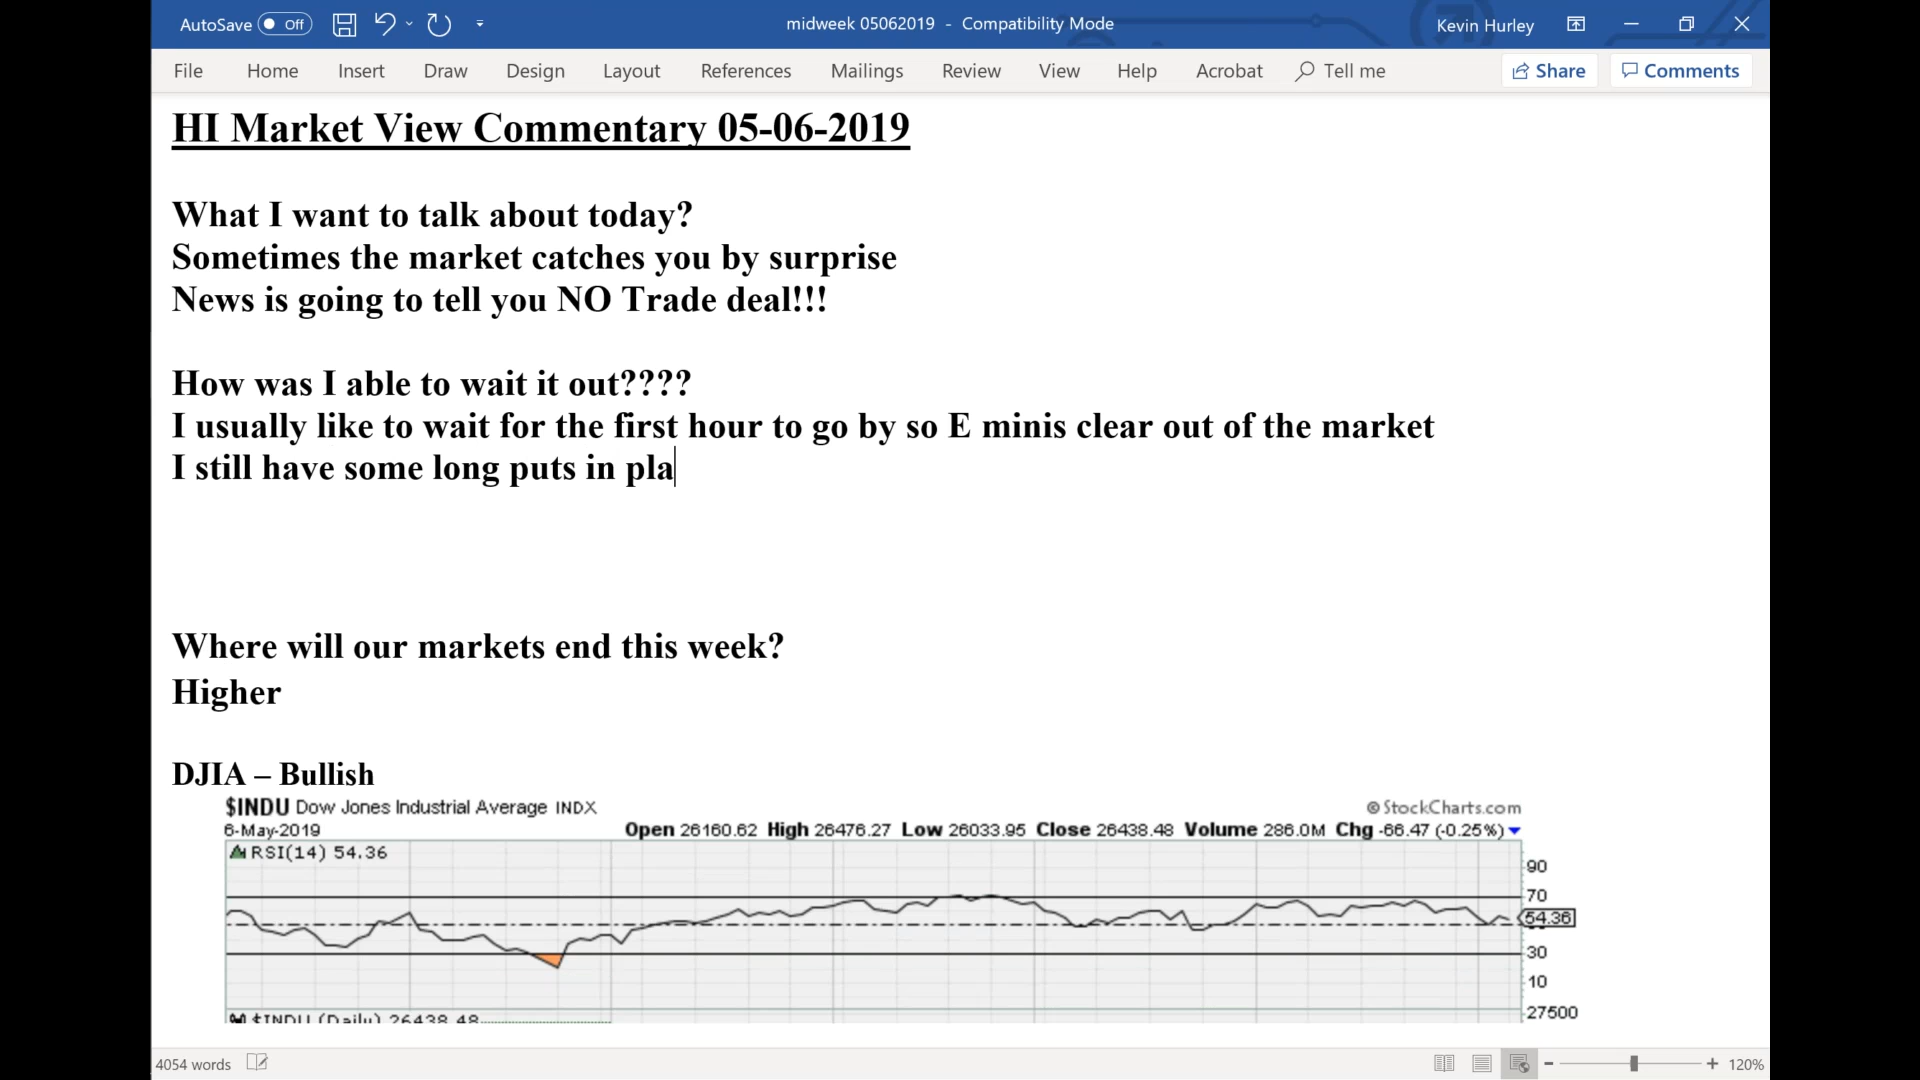 AutoSave Off midweek 05062019 - Compatibility Mode Kevin Hurley
File Home Insert Draw Design Layout References Mailings Review View Help Acrobat Tell me Share Comments
HI Market View Commentary 05-06-2019
What I want to talk about today?
Sometimes the market catches you by surprise
News is going to tell you NO Trade deal!!!
How was I able to wait it out????
I usually like to wait for the first hour to go by so E minis clear out of the market
I still have some long puts in pla
Where will our markets end this week?
Higher
DJIA – Bullish
$INDU Dow Jones Industrial Average INDX © StockCharts.com
6-May-2019 Open 26160.62 High 26476.27 Low 26033.95 Close 26438.48 Volume 286.0M Chg -66.47 (-0.25%)
RSI(14) 54.36
90
70
54.36
30
10
$INDU (Daily) 26438.48
27500
4054 words 120%